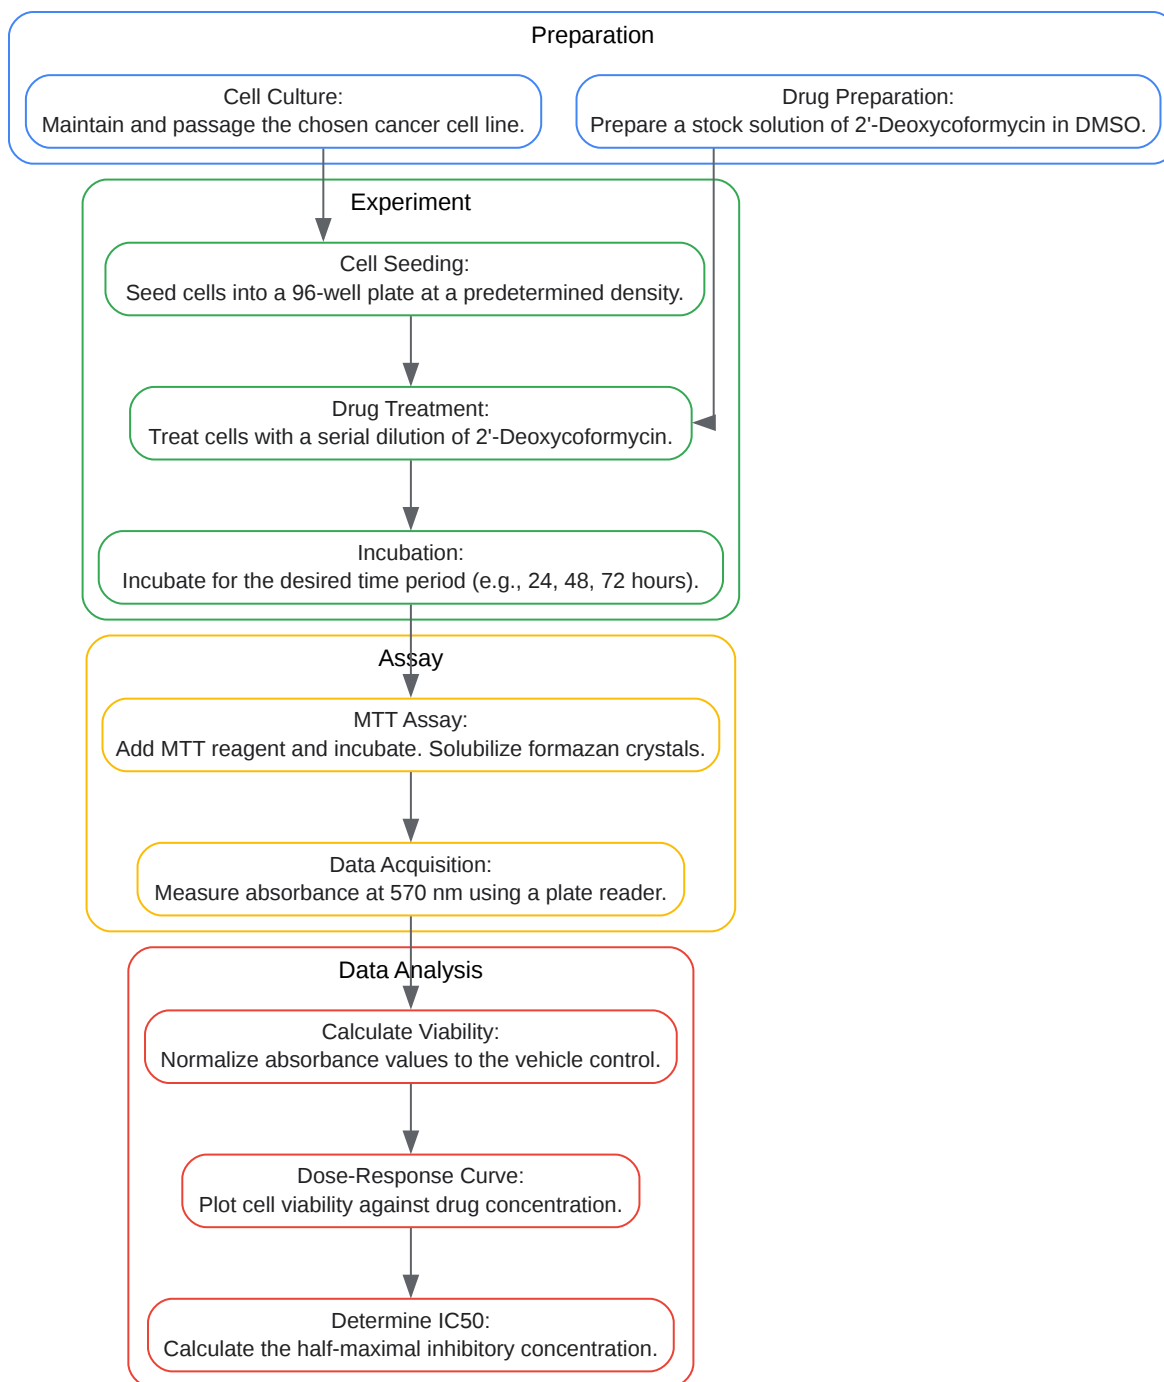 Preparation
Cell Culture:
Maintain and passage the chosen cancer cell line.
Drug Preparation:
Prepare a stock solution of 2'-Deoxycoformycin in DMSO.
Experiment
Cell Seeding:
Seed cells into a 96-well plate at a predetermined density.
Drug Treatment:
Treat cells with a serial dilution of 2'-Deoxycoformycin.
Incubation:
Incubate for the desired time period (e.g., 24, 48, 72 hours).
Assay
MTT Assay:
Add MTT reagent and incubate. Solubilize formazan crystals.
Data Acquisition:
Measure absorbance at 570 nm using a plate reader.
Data Analysis
Calculate Viability:
Normalize absorbance values to the vehicle control.
Dose-Response Curve:
Plot cell viability against drug concentration.
Determine IC50:
Calculate the half-maximal inhibitory concentration.